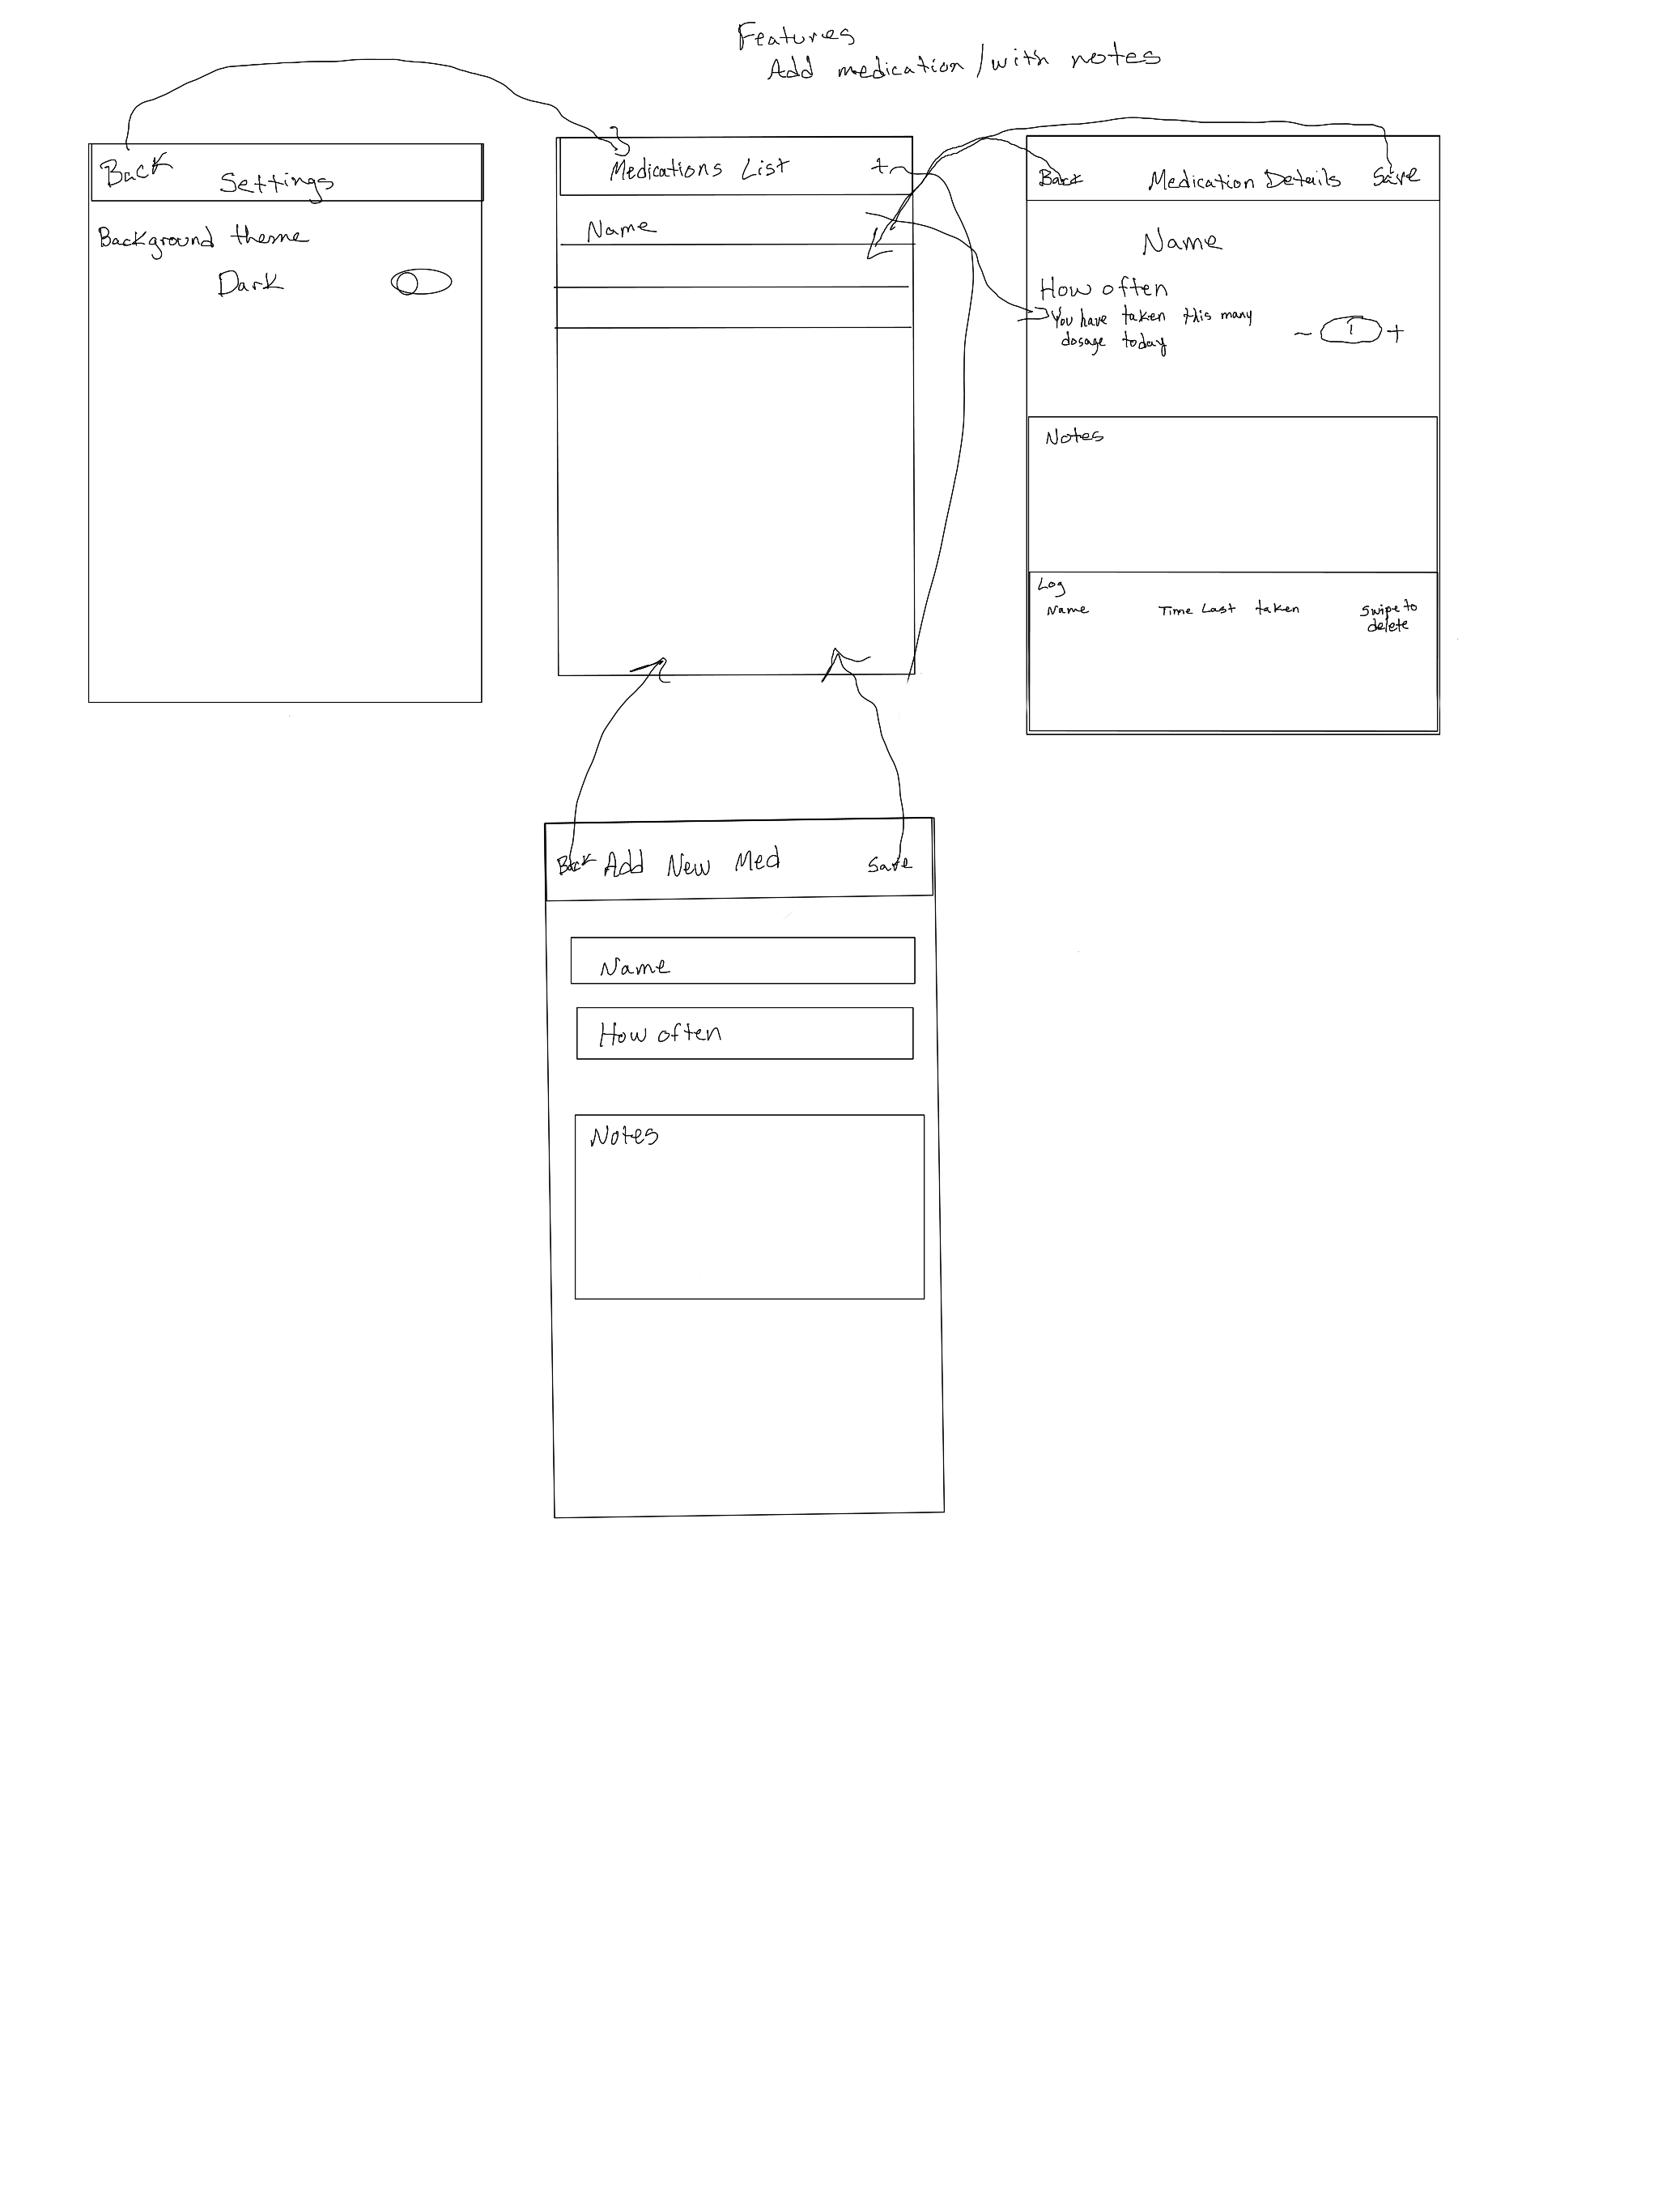 Features
Add medication/with notes
Back
Settings
Background theme
Dark
Medications List +
Name
Back Medication Details Save
Name
How often
You have taken this many
dosage today
- 1 +
Notes
Log
Name Time Last taken Swipe to
delete
Back Add New Med Save
Name
How often
Notes